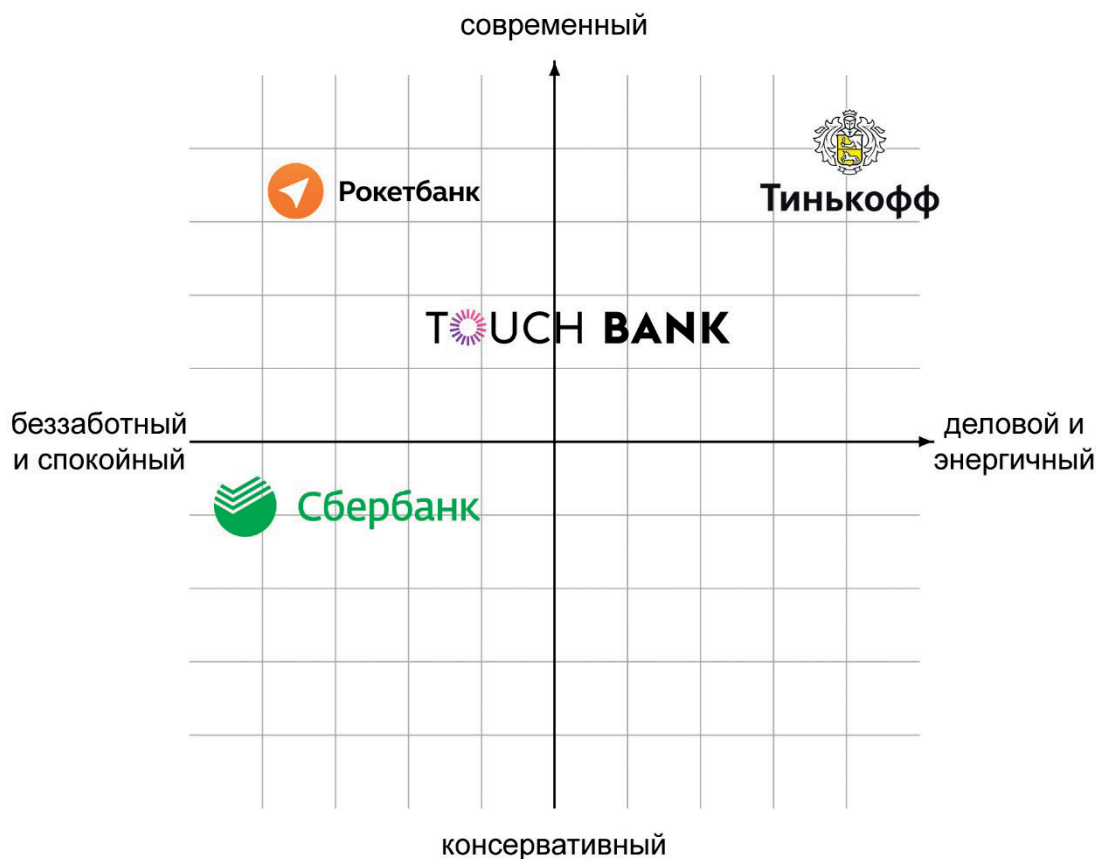 современный
Рокетбанк
Тинькофф
TOUCH BANK
беззаботный
и спокойный
деловой и
энергичный
Сбербанк
консервативный